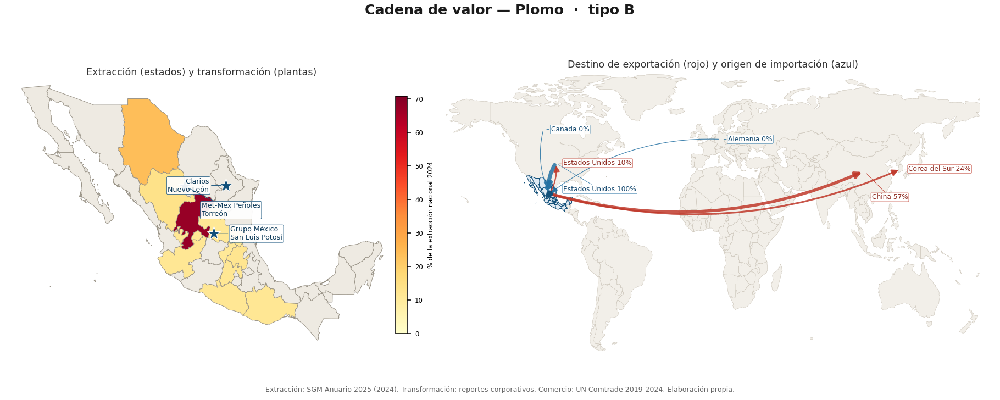 Cadena de valor — Plomo · tipo B
Extracción (estados) y transformación (plantas)
Clarios
Nuevo León
Met-Mex Peñoles
Torreón
Grupo México
San Luis Potosí
70
60
50
40
30
20
10
0
% de la extracción nacional 2024
Destino de exportación (rojo) y origen de importación (azul)
Canada 0%
Alemania 0%
Estados Unidos 10%
Corea del Sur 24%
Estados Unidos 100%
China 57%
Extracción: SGM Anuario 2025 (2024). Transformación: reportes corporativos. Comercio: UN Comtrade 2019-2024. Elaboración propia.